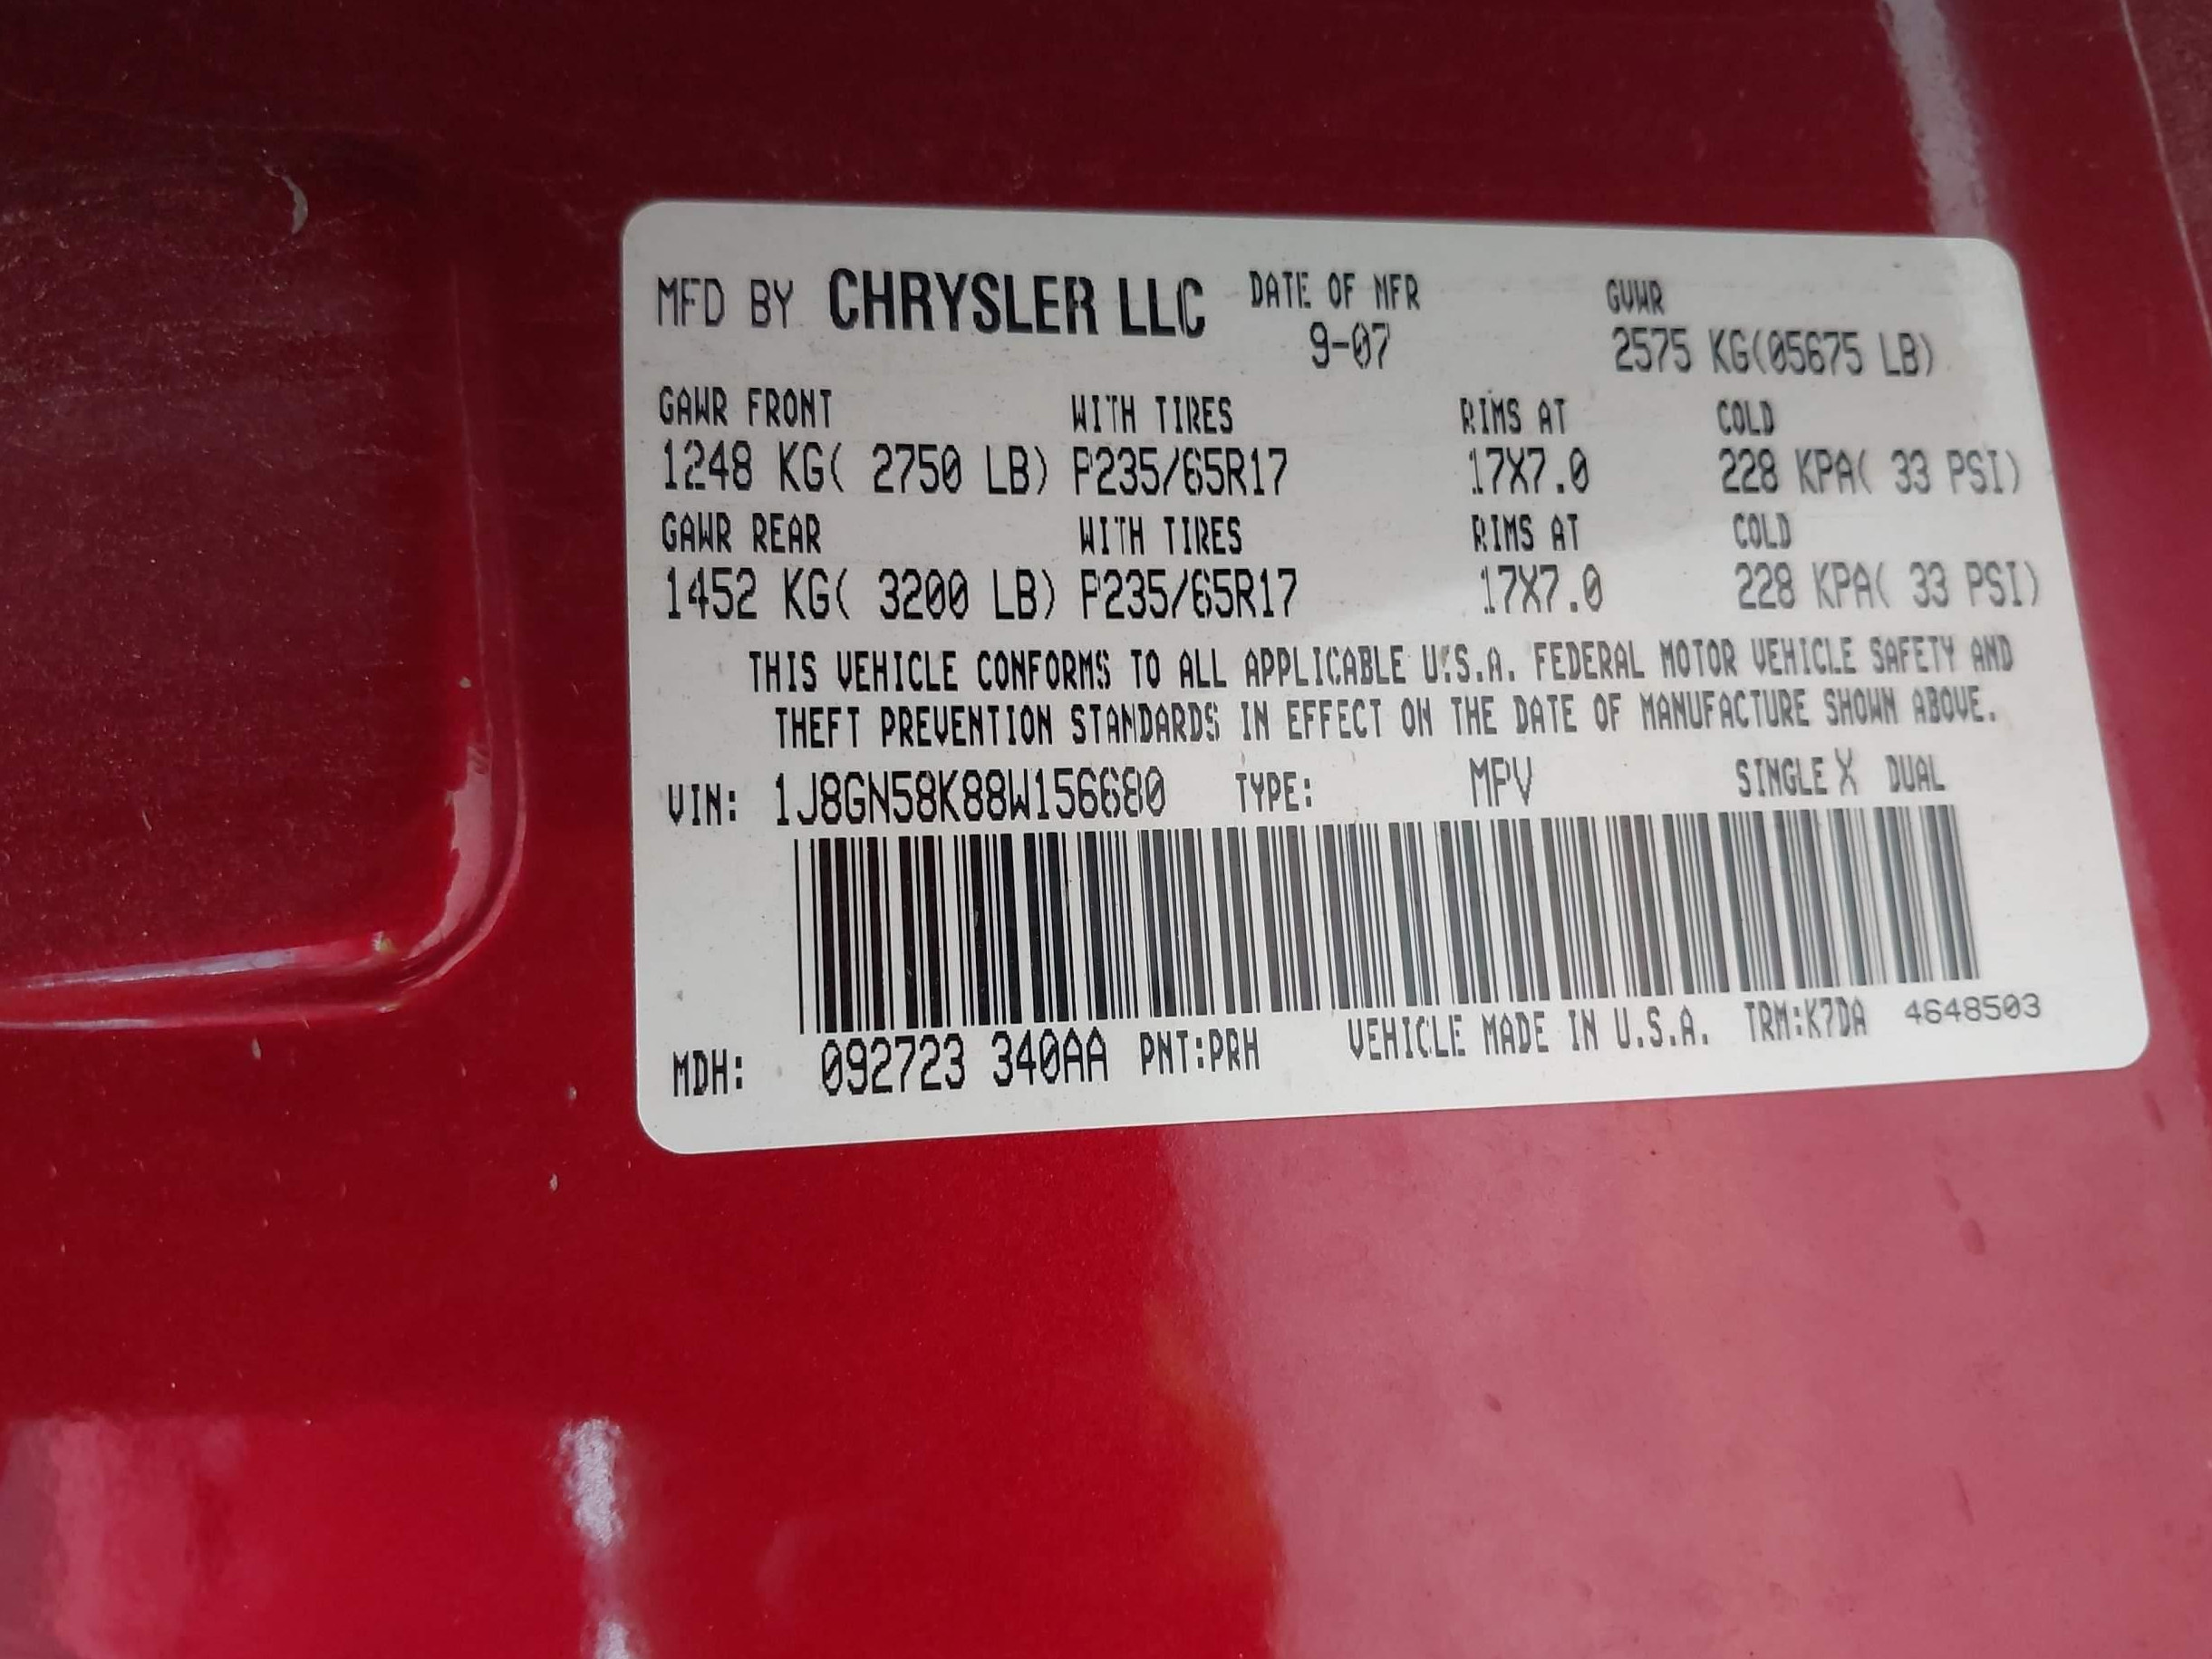 MFD BY CHRYSLER LLC DATE OF MFR GVWR
9-07 2575 KG(05675 LB)
GAWR FRONT WITH TIRES RIMS AT COLD
1248 KG( 2750 LB) P235/65R17 17X7.0 228 KPA( 33 PSI)
GAWR REAR WITH TIRES RIMS AT COLD
1452 KG( 3200 LB) P235/65R17 17X7.0 228 KPA( 33 PSI)
THIS VEHICLE CONFORMS TO ALL APPLICABLE U.S.A. FEDERAL MOTOR VEHICLE SAFETY AND
THEFT PREVENTION STANDARDS IN EFFECT ON THE DATE OF MANUFACTURE SHOWN ABOVE.
VIN: 1J8GN58K88W156680 TYPE: MPV SINGLE X DUAL
MDH: 092723 340AA PNT:PRH VEHICLE MADE IN U.S.A. TRM:K7DA 4648503